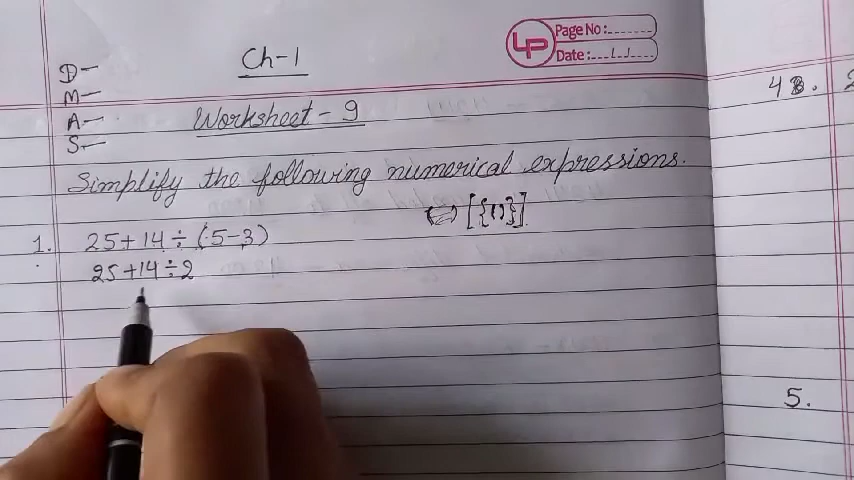 LP
Page No :
Date :
Ch-1
D-
M-
A-
S-
Worksheet - 9
Simplify the following numerical expressions.
[{()}]
1. 25+14÷(5-3)
25+14÷2
4
5.